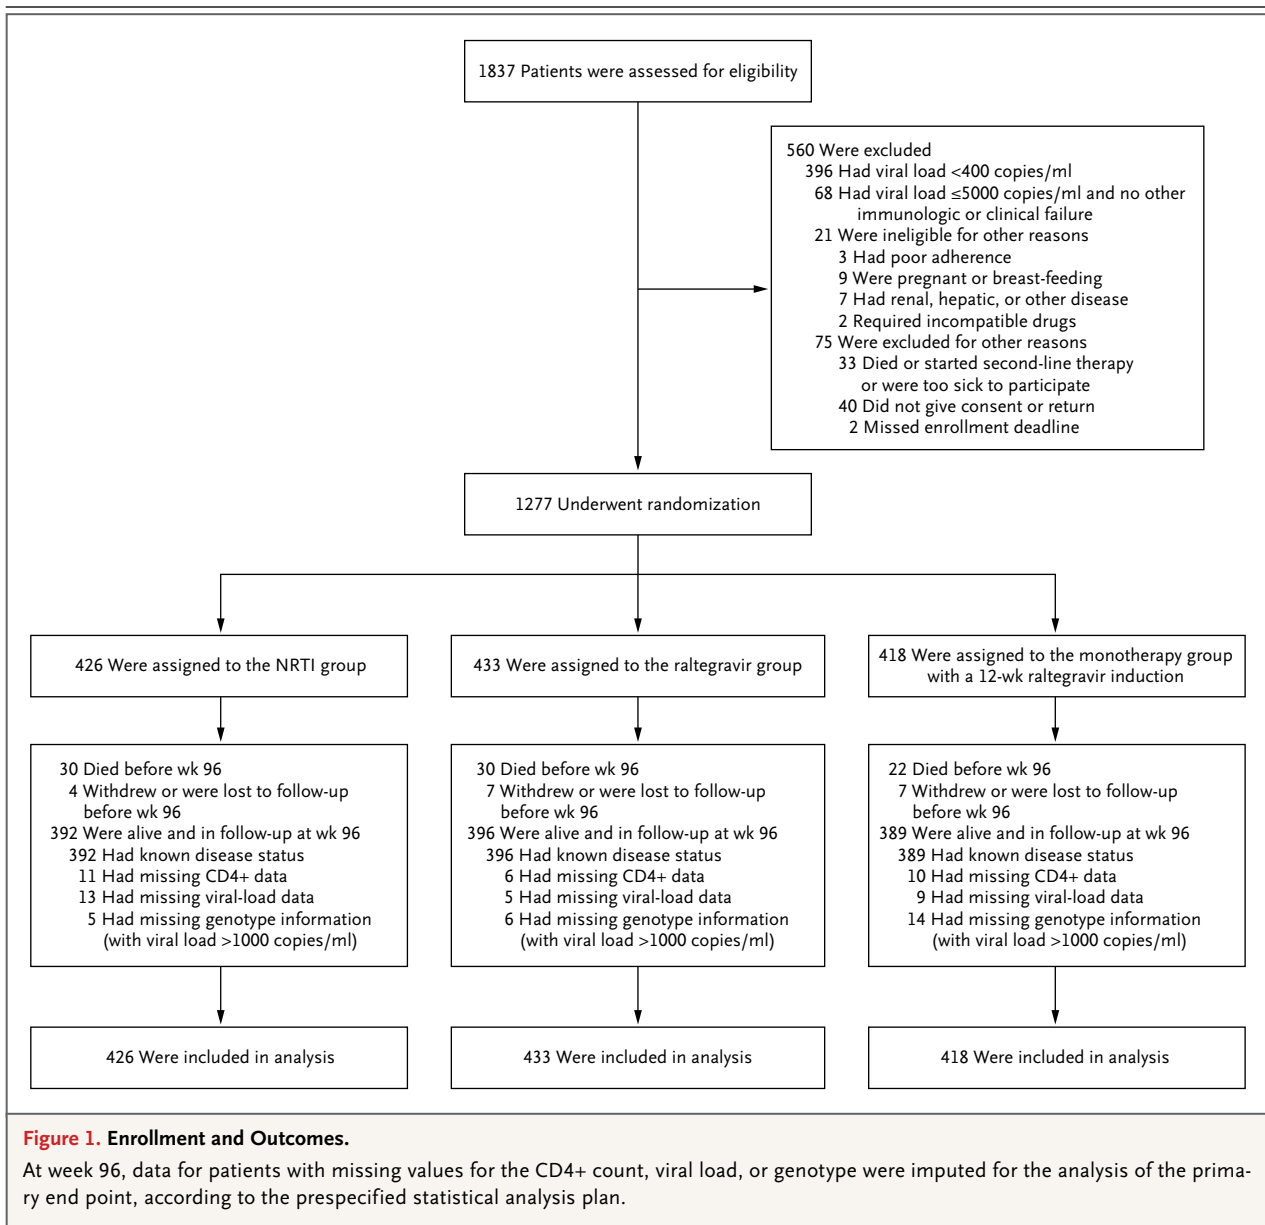 1837 Patients were assessed for eligibility
560 Were excluded
396 Had viral load <400 copies/ml
68 Had viral load ≤5000 copies/ml and no other
immunologic or clinical failure
21 Were ineligible for other reasons
3 Had poor adherence
9 Were pregnant or breast-feeding
7 Had renal, hepatic, or other disease
2 Required incompatible drugs
75 Were excluded for other reasons
33 Died or started second-line therapy
or were too sick to participate
40 Did not give consent or return
2 Missed enrollment deadline
1277 Underwent randomization
426 Were assigned to the NRTI group
433 Were assigned to the raltegravir group
418 Were assigned to the monotherapy group
with a 12-wk raltegravir induction
30 Died before wk 96
4 Withdrew or were lost to follow-up
before wk 96
392 Were alive and in follow-up at wk 96
392 Had known disease status
11 Had missing CD4+ data
13 Had missing viral-load data
5 Had missing genotype information
(with viral load >1000 copies/ml)
30 Died before wk 96
7 Withdrew or were lost to follow-up
before wk 96
396 Were alive and in follow-up at wk 96
396 Had known disease status
6 Had missing CD4+ data
5 Had missing viral-load data
6 Had missing genotype information
(with viral load >1000 copies/ml)
22 Died before wk 96
7 Withdrew or were lost to follow-up
before wk 96
389 Were alive and in follow-up at wk 96
389 Had known disease status
10 Had missing CD4+ data
9 Had missing viral-load data
14 Had missing genotype information
(with viral load >1000 copies/ml)
426 Were included in analysis
433 Were included in analysis
418 Were included in analysis
Figure 1. Enrollment and Outcomes.
At week 96, data for patients with missing values for the CD4+ count, viral load, or genotype were imputed for the analysis of the prima-
ry end point, according to the prespecified statistical analysis plan.